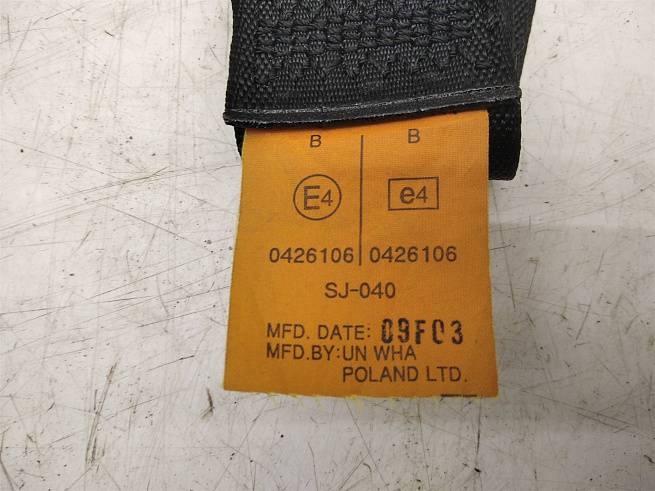 B B
E4 e4
0426106 0426106
SJ-040
MFD. DATE: 09F03
MFD.BY:UN WHA
POLAND LTD.